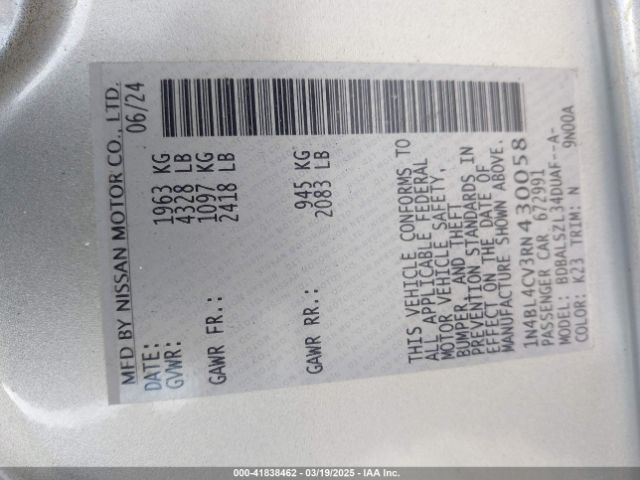 MFD BY NISSAN MOTOR CO., LTD.
DATE: 06/24
GVWR: 1963 KG
4328 LB
GAWR FR.: 1097 KG
2418 LB
GAWR RR.: 945 KG
2083 LB
THIS VEHICLE CONFORMS TO
ALL APPLICABLE FEDERAL
MOTOR VEHICLE SAFETY,
BUMPER, AND THEFT
PREVENTION STANDARDS IN
EFFECT ON THE DATE OF
MANUFACTURE SHOWN ABOVE.
1N4BL4CV3RN430058
PASSENGER CAR 672991
MODEL: BDBALSZL34DUAF--A-
COLOR: K23 TRIM: N 9N00A
000-41838462 - 03/19/2025 - IAA Inc.